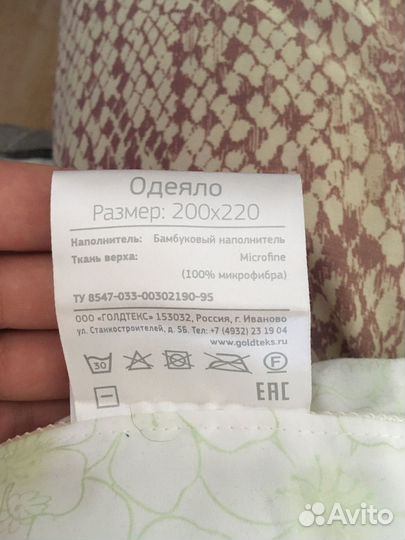 Одеяло
Размер: 200х220
Наполнитель: Бамбуковый наполнитель
Ткань верха: Microfine
(100% микрофибра)
ТУ 8547-033-00302190-95
ООО «ГОЛДТЕКС» 153032, Россия, г. Иваново
ул. Станкостроителей, д. 5Б. Тел: +7 (4932) 23 19 04
www.goldteks.ru
30 F
EAC
Avito